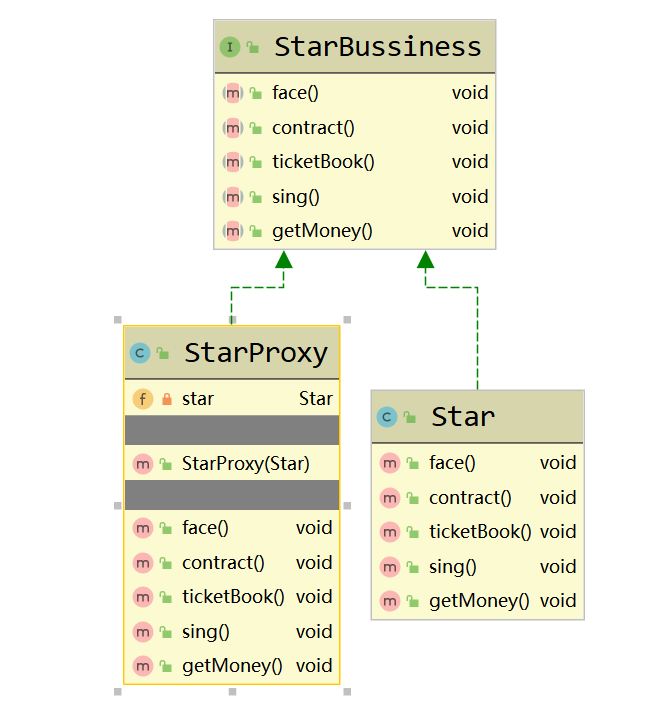 I StarBussiness
m face() void
m contract() void
m ticketBook() void
m sing() void
m getMoney() void
C StarProxy
f star Star
m StarProxy(Star)
m face() void
m contract() void
m ticketBook() void
m sing() void
m getMoney() void
C Star
m face() void
m contract() void
m ticketBook() void
m sing() void
m getMoney() void